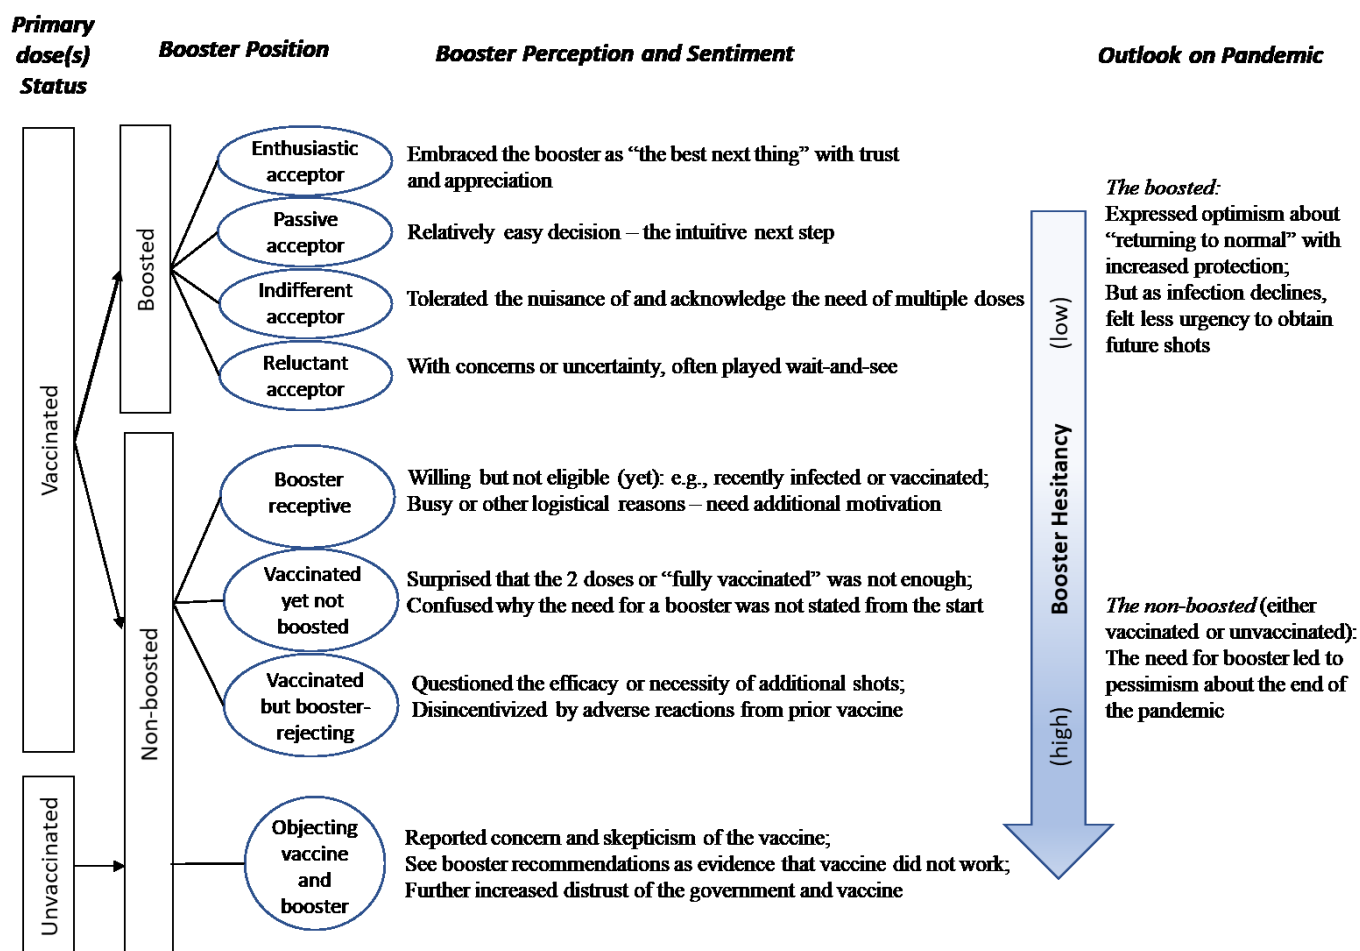 Primary
dose(s)
Status
Booster Position
Booster Perception and Sentiment
Outlook on Pandemic
Vaccinated
Boosted
Enthusiastic
acceptor
Embraced the booster as “the best next thing” with trust
and appreciation
Passive
acceptor
Relatively easy decision – the intuitive next step
Indifferent
acceptor
Tolerated the nuisance of and acknowledge the need of multiple doses
Reluctant
acceptor
With concerns or uncertainty, often played wait-and-see
Non-boosted
Booster
receptive
Willing but not eligible (yet): e.g., recently infected or vaccinated;
Busy or other logistical reasons – need additional motivation
Vaccinated
yet not
boosted
Surprised that the 2 doses or “fully vaccinated” was not enough;
Confused why the need for a booster was not stated from the start
Vaccinated
but booster-
rejecting
Questioned the efficacy or necessity of additional shots;
Disincentivized by adverse reactions from prior vaccine
Unvaccinated
Objecting
vaccine
and
booster
Reported concern and skepticism of the vaccine;
See booster recommendations as evidence that vaccine did not work;
Further increased distrust of the government and vaccine
(low)
Booster Hesitancy
(high)
The boosted:
Expressed optimism about
“returning to normal” with
increased protection;
But as infection declines,
felt less urgency to obtain
future shots
The non-boosted (either
vaccinated or unvaccinated):
The need for booster led to
pessimism about the end of
the pandemic